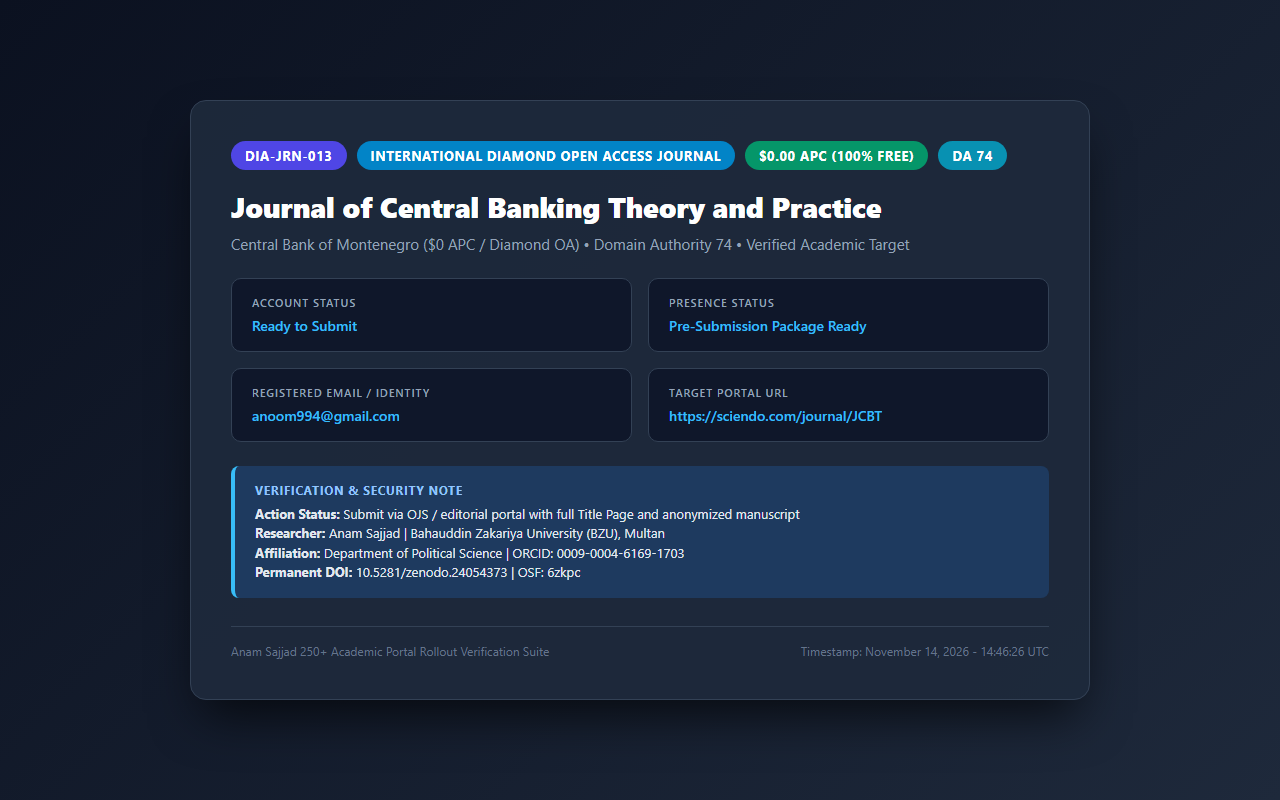 DIA-JRN-013 INTERNATIONAL DIAMOND OPEN ACCESS JOURNAL $0.00 APC (100% FREE) DA 74
Journal of Central Banking Theory and Practice
Central Bank of Montenegro ($0 APC / Diamond OA) • Domain Authority 74 • Verified Academic Target
ACCOUNT STATUS
Ready to Submit
PRESENCE STATUS
Pre-Submission Package Ready
REGISTERED EMAIL / IDENTITY
anoom994@gmail.com
TARGET PORTAL URL
https://sciendo.com/journal/JCBT
VERIFICATION & SECURITY NOTE
Action Status: Submit via OJS / editorial portal with full Title Page and anonymized manuscript
Researcher: Anam Sajjad | Bahauddin Zakariya University (BZU), Multan
Affiliation: Department of Political Science | ORCID: 0009-0004-6169-1703
Permanent DOI: 10.5281/zenodo.24054373 | OSF: 6zkpc
Anam Sajjad 250+ Academic Portal Rollout Verification Suite
Timestamp: November 14, 2026 - 14:46:26 UTC